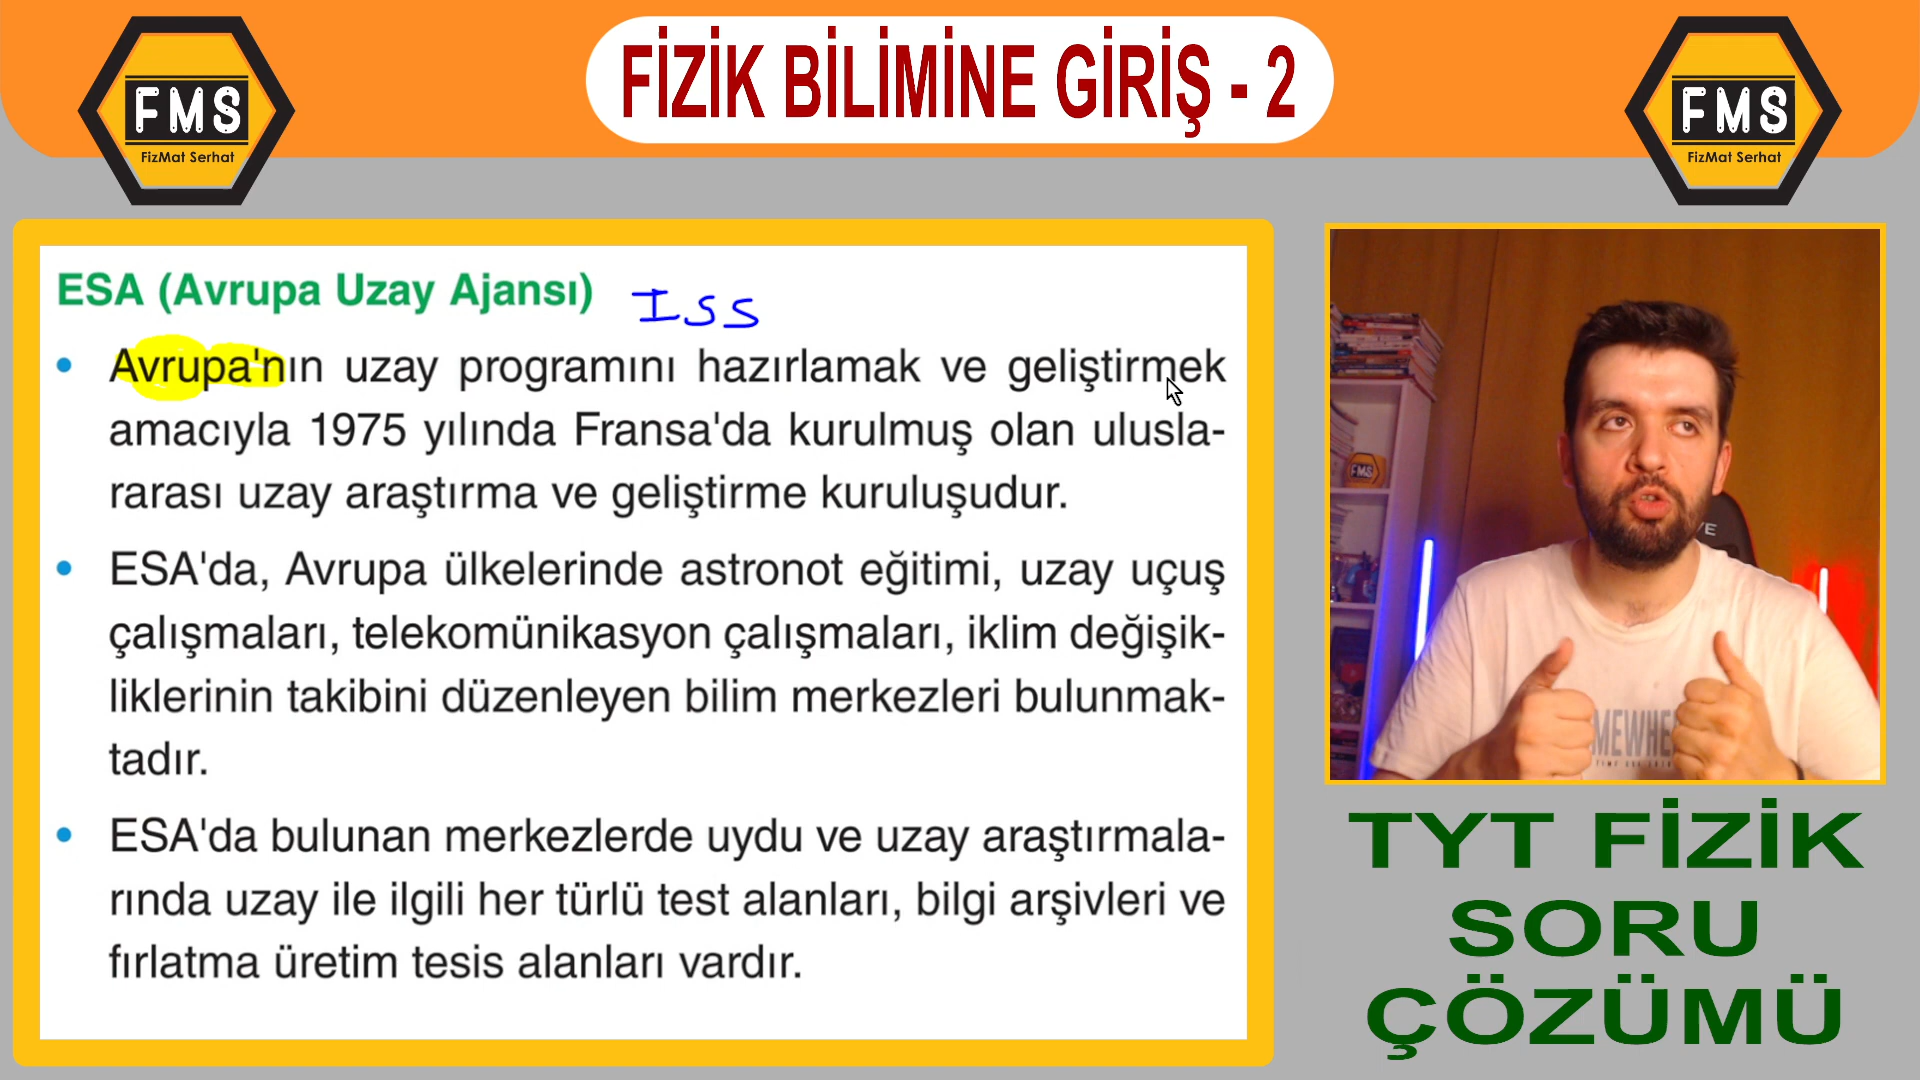 FİZİK BİLİMİNE GİRİŞ - 2
FMS
FizMat Serhat
FMS
FizMat Serhat
ESA (Avrupa Uzay Ajansı)
ISS
• Avrupa'nın uzay programını hazırlamak ve geliştirmek
amacıyla 1975 yılında Fransa'da kurulmuş olan ulusla-
rarası uzay araştırma ve geliştirme kuruluşudur.
• ESA'da, Avrupa ülkelerinde astronot eğitimi, uzay uçuş
çalışmaları, telekomünikasyon çalışmaları, iklim değişik-
liklerinin takibini düzenleyen bilim merkezleri bulunmak-
tadır.
• ESA'da bulunan merkezlerde uydu ve uzay araştırmala-
rında uzay ile ilgili her türlü test alanları, bilgi arşivleri ve
fırlatma üretim tesis alanları vardır.
FMS
YE
MEWHE
TYT FİZİK
SORU
ÇÖZÜMÜ